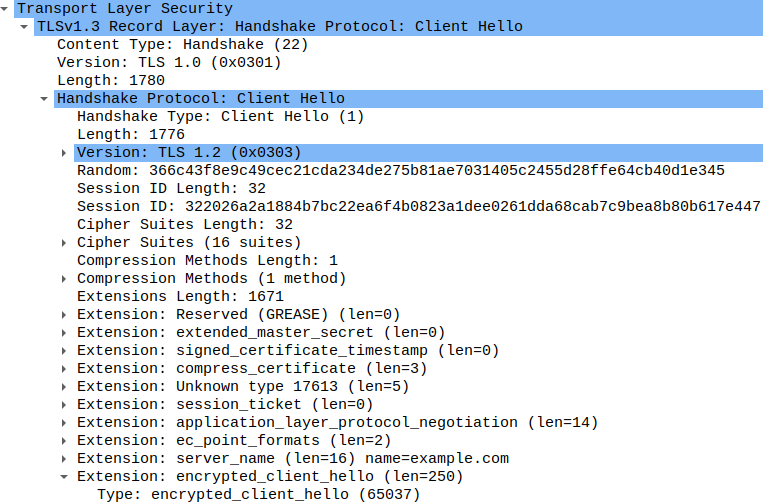 Transport Layer Security
TLSv1.3 Record Layer: Handshake Protocol: Client Hello
Content Type: Handshake (22)
Version: TLS 1.0 (0x0301)
Length: 1780
Handshake Protocol: Client Hello
Handshake Type: Client Hello (1)
Length: 1776
Version: TLS 1.2 (0x0303)
Random: 366c43f8e9c49cec21cda234de275b81ae7031405c2455d28ffe64cb40d1e345
Session ID Length: 32
Session ID: 322026a2a1884b7bc22ea6f4b0823a1dee0261dda68cab7c9bea8b80b617e447
Cipher Suites Length: 32
Cipher Suites (16 suites)
Compression Methods Length: 1
Compression Methods (1 method)
Extensions Length: 1671
Extension: Reserved (GREASE) (len=0)
Extension: extended_master_secret (len=0)
Extension: signed_certificate_timestamp (len=0)
Extension: compress_certificate (len=3)
Extension: Unknown type 17613 (len=5)
Extension: session_ticket (len=0)
Extension: application_layer_protocol_negotiation (len=14)
Extension: ec_point_formats (len=2)
Extension: server_name (len=16) name=example.com
Extension: encrypted_client_hello (len=250)
Type: encrypted_client_hello (65037)